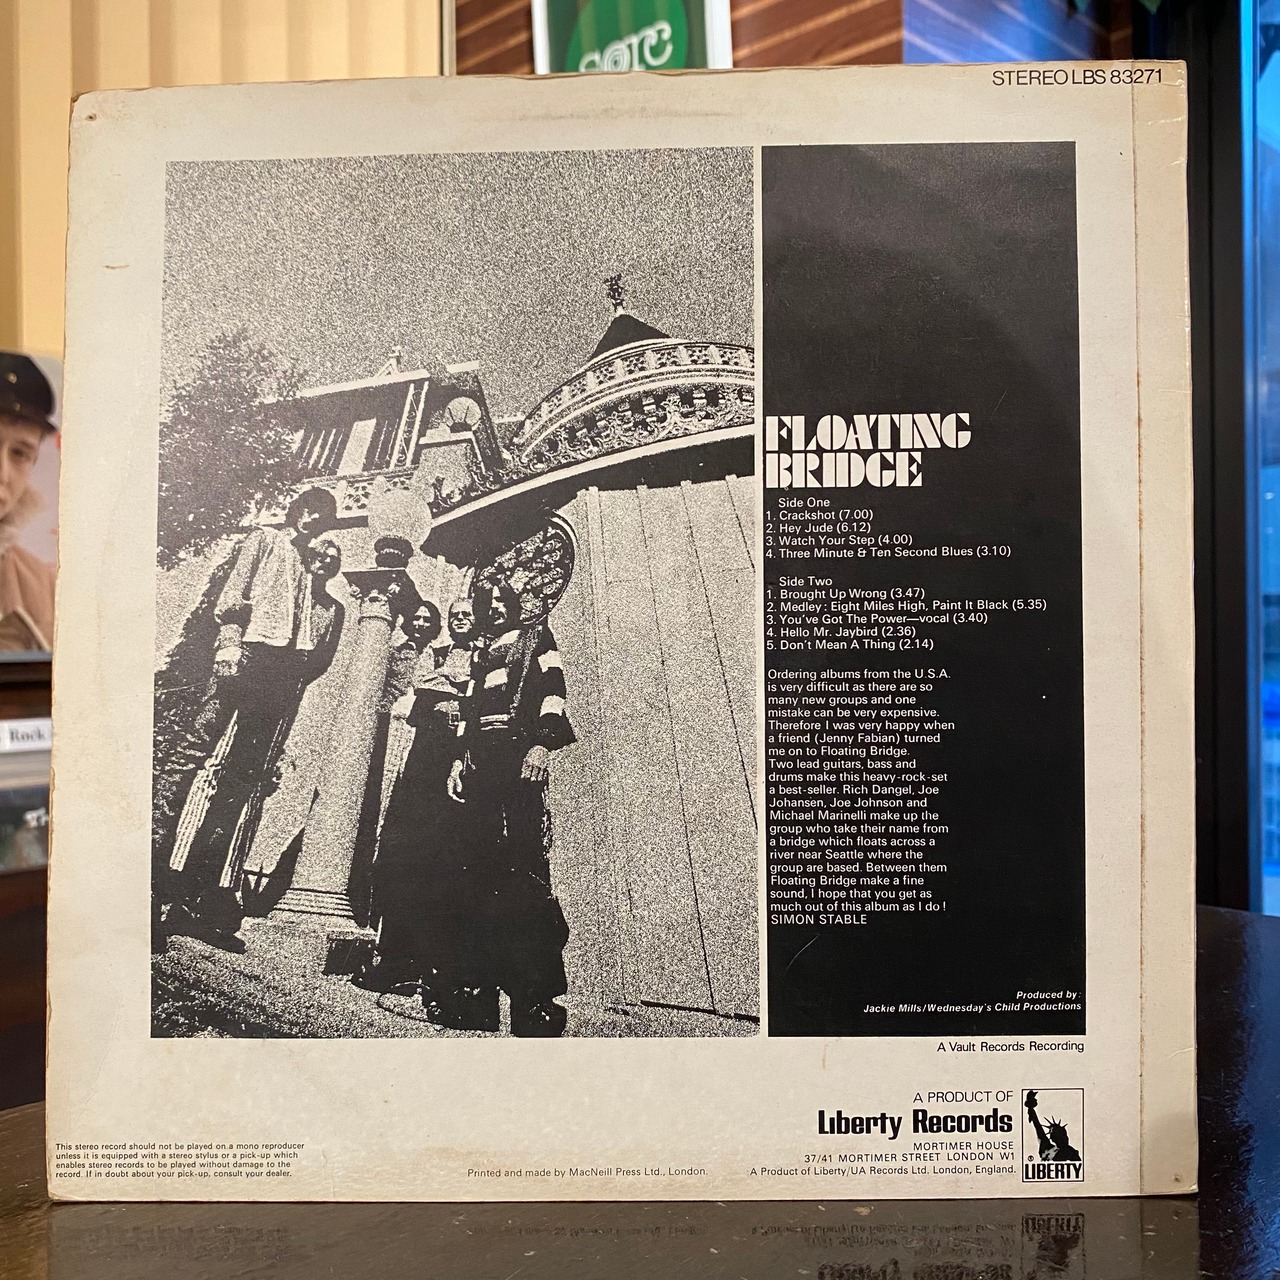 STEREO LBS 83271
FLOATING
BRIDGE
Side One
1. Crackshot (7.00)
2. Hey Jude (6.12)
3. Watch Your Step (4.00)
4. Three Minute & Ten Second Blues (3.10)
Side Two
1. Brought Up Wrong (3.47)
2. Medley: Eight Miles High, Paint It Black (5.35)
3. You've Got The Power—vocal (3.40)
4. Hello Mr. Jaybird (2.36)
5. Don't Mean A Thing (2.14)
Ordering albums from the U.S.A.
is very difficult as there are so
many new groups and one
mistake can be very expensive.
Therefore I was very happy when
a friend (Jenny Fabian) turned
me on to Floating Bridge.
Two lead guitars, bass and
drums make this heavy-rock-set
a best-seller. Rich Dangel, Joe
Johansen, Joe Johnson and
Michael Marinelli make up the
group who take their name from
a bridge which floats across a
river near Seattle where the
group are based. Between them
Floating Bridge make a fine
sound, I hope that you get as
much out of this album as I do !
SIMON STABLE
Produced by:
Jackie Mills/Wednesday's Child Productions
A Vault Records Recording
A PRODUCT OF
Liberty Records
MORTIMER HOUSE
37/41 MORTIMER STREET LONDON W1
A Product of Liberty/UA Records Ltd. London, England.
® LIBERTY
Printed and made by MacNeill Press Ltd., London.
This stereo record should not be played on a mono reproducer
unless it is equipped with a stereo stylus or a pick-up which
enables stereo records to be played without damage to the
record. If in doubt about your pick-up, consult your dealer.
Rock